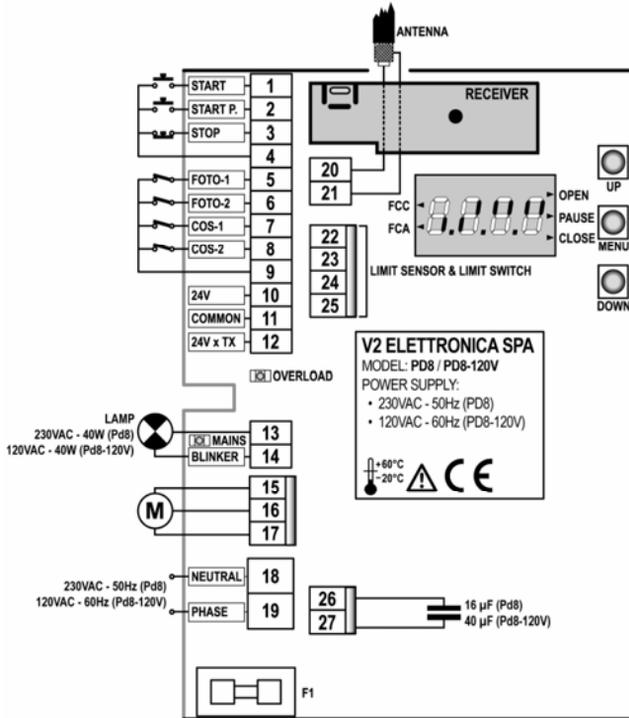 ANTENNA
START 1
START P. 2
STOP 3
4
FOTO-1 5
FOTO-2 6
COS-1 7
COS-2 8
9
24V 10
COMMON 11
24V x TX 12
RECEIVER
20
21
FCC
FCA
OPEN
PAUSE
CLOSE
UP
MENU
DOWN
22
23
24
25
LIMIT SENSOR & LIMIT SWITCH
OVERLOAD
V2 ELETTRONICA SPA
MODEL: PD8 / PD8-120V
POWER SUPPLY:
• 230VAC - 50Hz (PD8)
• 120VAC - 60Hz (PD8-120V)
+60°C
-20°C
CE
LAMP
230VAC - 40W (Pd8)
120VAC - 40W (Pd8-120V)
MAINS 13
BLINKER 14
M
15
16
17
230VAC - 50Hz (Pd8)
120VAC - 60Hz (Pd8-120V)
NEUTRAL 18
PHASE 19
26
27
16 µF (Pd8)
40 µF (Pd8-120V)
F1